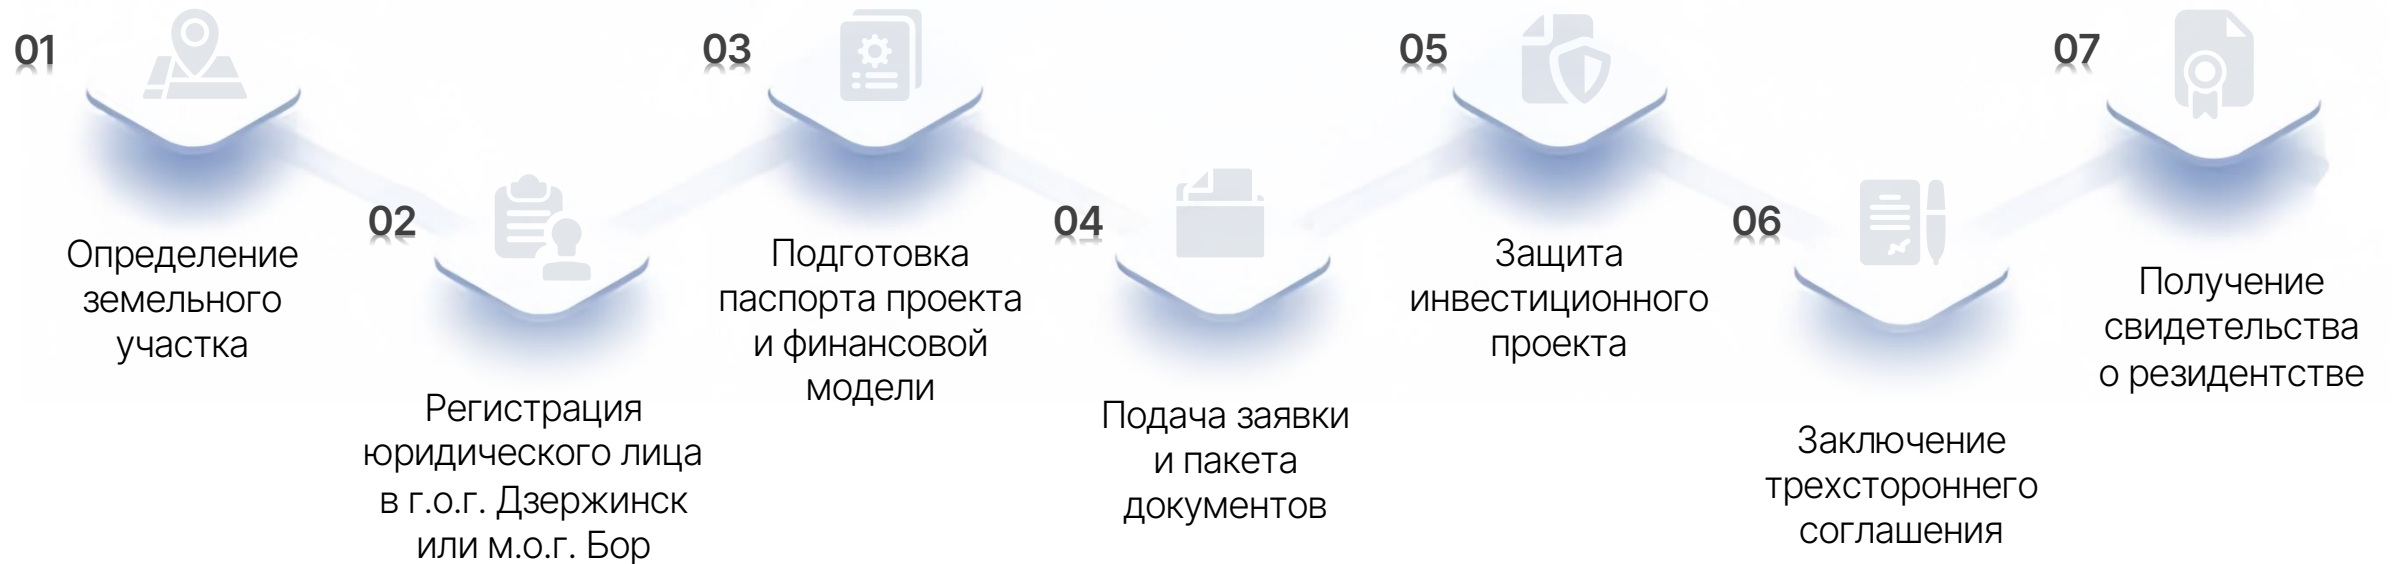 01
Определение
земельного
участка
02
Регистрация
юридического лица
в г.о.г. Дзержинск
или м.о.г. Бор
03
Подготовка
паспорта проекта
и финансовой
модели
04
Подача заявки
и пакета
документов
05
Защита
инвестиционного
проекта
06
Заключение
трехстороннего
соглашения
07
Получение
свидетельства
о резидентстве